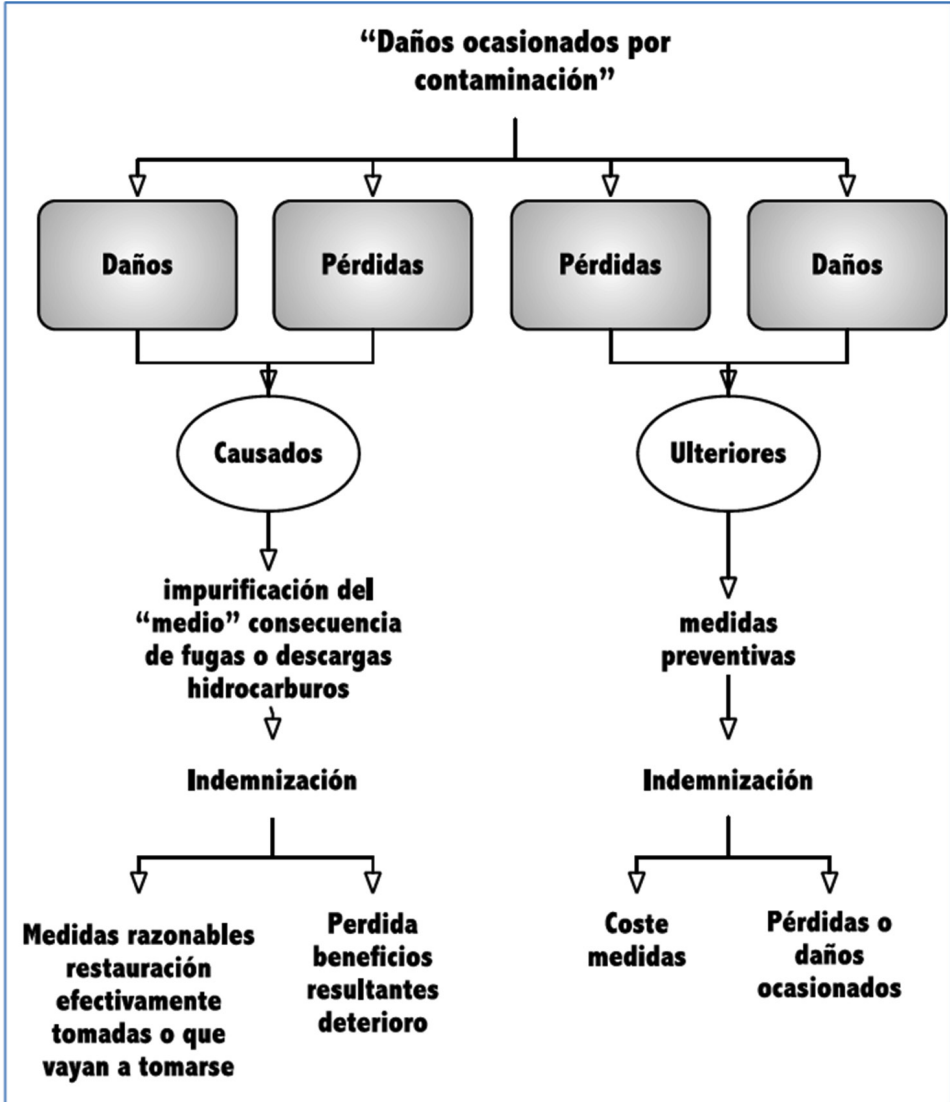 “Daños ocasionados por
contaminación”
Daños
Pérdidas
Pérdidas
Daños
Causados
Ulteriores
impurificación del
“medio” consecuencia
de fugas o descargas
hidrocarburos
medidas
preventivas
Indemnización
Indemnización
Medidas razonables
restauración
efectivamente
tomadas o que
vayan a tomarse
Perdida
beneficios
resultantes
deterioro
Coste
medidas
Pérdidas o
daños
ocasionados